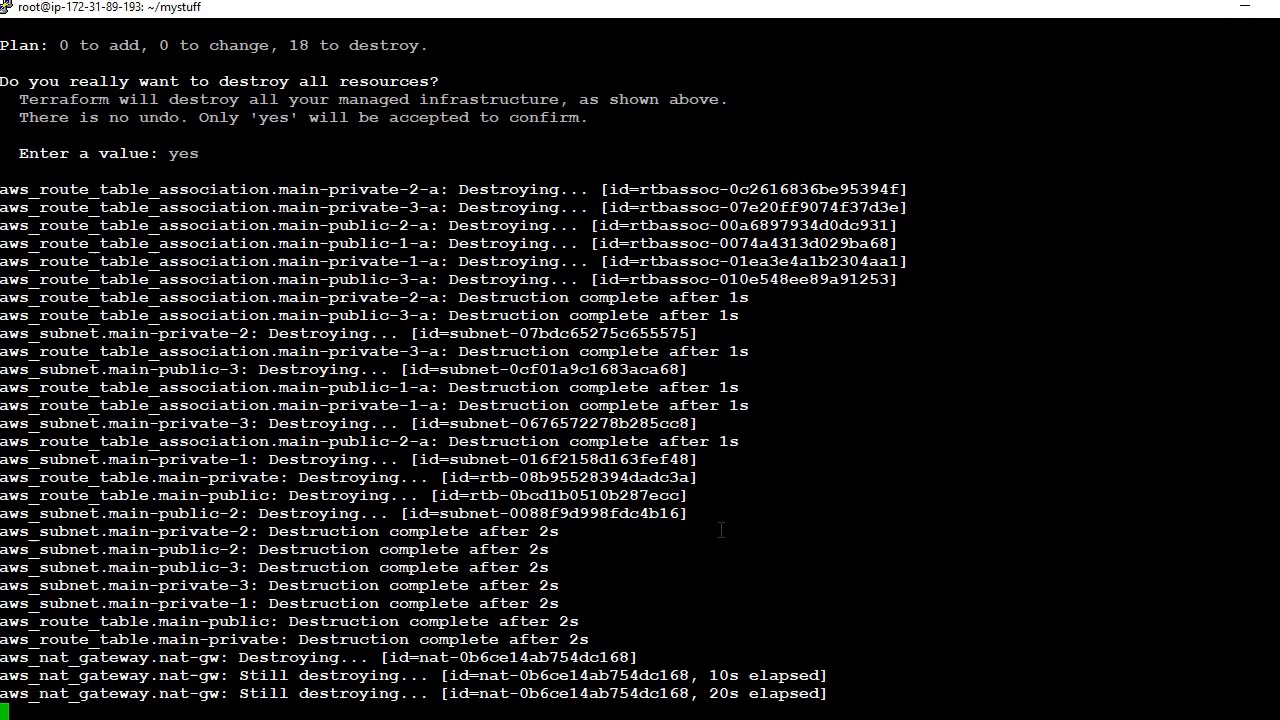 root@ip-172-31-89-193: ~/mystuff
Plan: 0 to add, 0 to change, 18 to destroy.
Do you really want to destroy all resources?
  Terraform will destroy all your managed infrastructure, as shown above.
  There is no undo. Only 'yes' will be accepted to confirm.
  Enter a value: yes
aws_route_table_association.main-private-2-a: Destroying... [id=rtbassoc-0c2616836be95394f]
aws_route_table_association.main-private-3-a: Destroying... [id=rtbassoc-07e20ff9074f37d3e]
aws_route_table_association.main-public-2-a: Destroying... [id=rtbassoc-00a6897934d0dc931]
aws_route_table_association.main-public-1-a: Destroying... [id=rtbassoc-0074a4313d029ba68]
aws_route_table_association.main-private-1-a: Destroying... [id=rtbassoc-01ea3e4a1b2304aa1]
aws_route_table_association.main-public-3-a: Destroying... [id=rtbassoc-010e548ee89a91253]
aws_route_table_association.main-private-2-a: Destruction complete after 1s
aws_route_table_association.main-public-3-a: Destruction complete after 1s
aws_subnet.main-private-2: Destroying... [id=subnet-07bdc65275c655575]
aws_route_table_association.main-private-3-a: Destruction complete after 1s
aws_subnet.main-public-3: Destroying... [id=subnet-0cf01a9c1683aca68]
aws_route_table_association.main-public-1-a: Destruction complete after 1s
aws_route_table_association.main-private-1-a: Destruction complete after 1s
aws_subnet.main-private-3: Destroying... [id=subnet-0676572278b285cc8]
aws_route_table_association.main-public-2-a: Destruction complete after 1s
aws_subnet.main-private-1: Destroying... [id=subnet-016f2158d163fef48]
aws_route_table.main-private: Destroying... [id=rtb-08b95528394dadc3a]
aws_route_table.main-public: Destroying... [id=rtb-0bcd1b0510b287ecc]
aws_subnet.main-public-2: Destroying... [id=subnet-0088f9d998fdc4b16]
aws_subnet.main-private-2: Destruction complete after 2s
aws_subnet.main-public-2: Destruction complete after 2s
aws_subnet.main-public-3: Destruction complete after 2s
aws_subnet.main-private-3: Destruction complete after 2s
aws_subnet.main-private-1: Destruction complete after 2s
aws_route_table.main-public: Destruction complete after 2s
aws_route_table.main-private: Destruction complete after 2s
aws_nat_gateway.nat-gw: Destroying... [id=nat-0b6ce14ab754dc168]
aws_nat_gateway.nat-gw: Still destroying... [id=nat-0b6ce14ab754dc168, 10s elapsed]
aws_nat_gateway.nat-gw: Still destroying... [id=nat-0b6ce14ab754dc168, 20s elapsed]